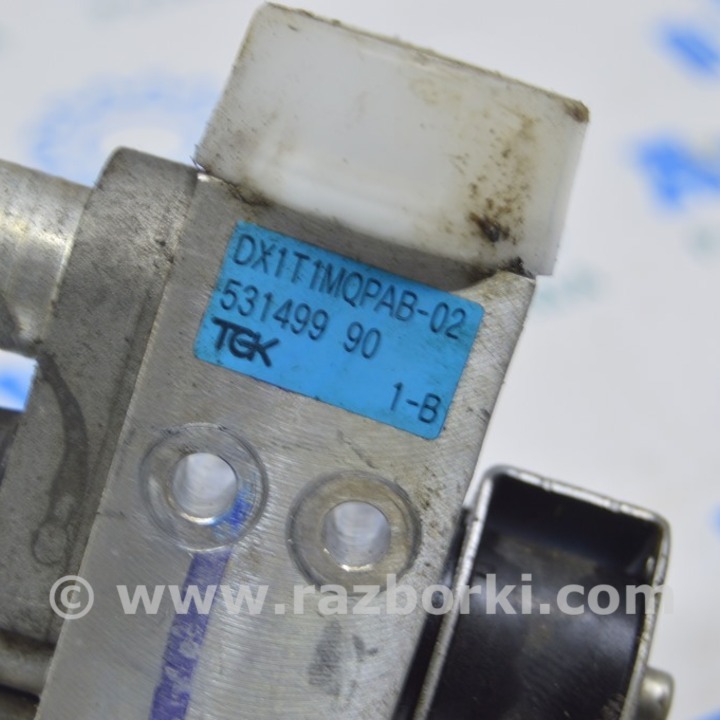 DX1T1MQPAB-02
531499 90
TGK
1-B
© www.razborki.com